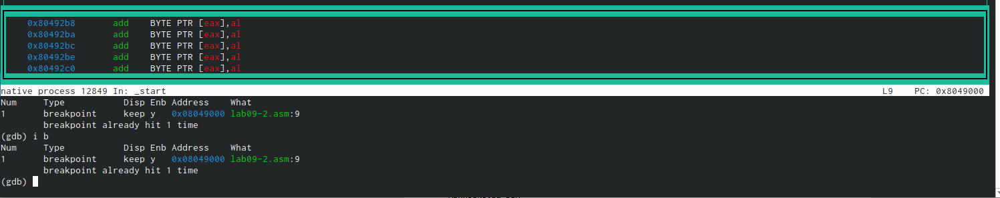 0x80492b8 add BYTE PTR [eax],al
0x80492ba add BYTE PTR [eax],al
0x80492bc add BYTE PTR [eax],al
0x80492be add BYTE PTR [eax],al
0x80492c0 add BYTE PTR [eax],al
native process 12849 In: _start L9 PC: 0x8049000
Num Type Disp Enb Address What
1 breakpoint keep y 0x08049000 lab09-2.asm:9
breakpoint already hit 1 time
(gdb) i b
Num Type Disp Enb Address What
1 breakpoint keep y 0x08049000 lab09-2.asm:9
breakpoint already hit 1 time
(gdb)